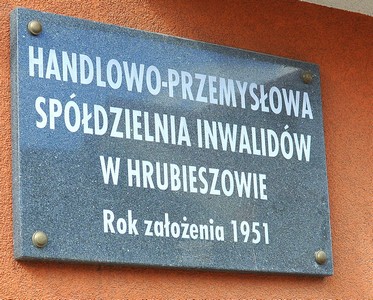 HANDLOWO-PRZEMYSŁOWA
SPÓŁDZIELNIA INWALIDÓW
W HRUBIESZOWIE
Rok założenia 1951